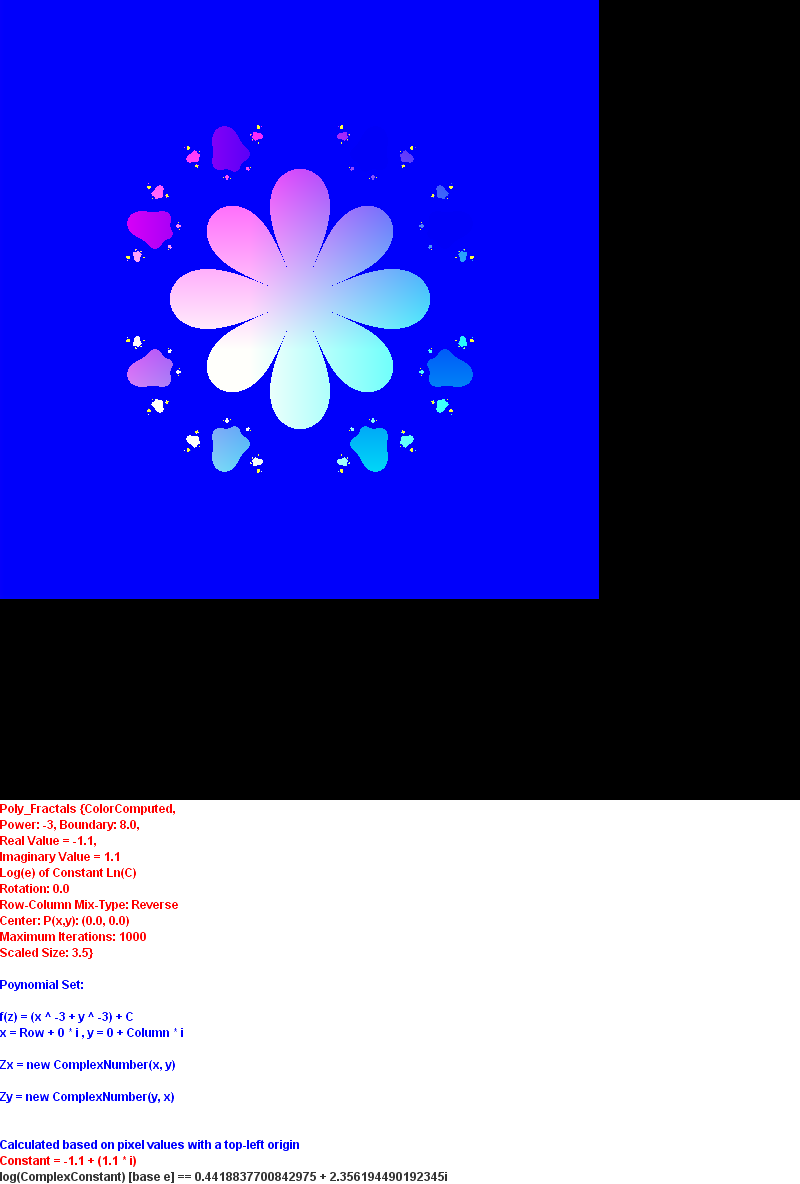 Poly_Fractals {ColorComputed,
Power: -3, Boundary: 8.0,
Real Value = -1.1,
Imaginary Value = 1.1
Log(e) of Constant Ln(C)
Rotation: 0.0
Row-Column Mix-Type: Reverse
Center: P(x,y): (0.0, 0.0)
Maximum Iterations: 1000
Scaled Size: 3.5}
Poynomial Set:
f(z) = (x ^ -3 + y ^ -3) + C
x = Row + 0 * i , y = 0 + Column * i
Zx = new ComplexNumber(x, y)
Zy = new ComplexNumber(y, x)
Calculated based on pixel values with a top-left origin
Constant = -1.1 + (1.1 * i)
log(ComplexConstant) [base e] == 0.4418837700842975 + 2.356194490192345i